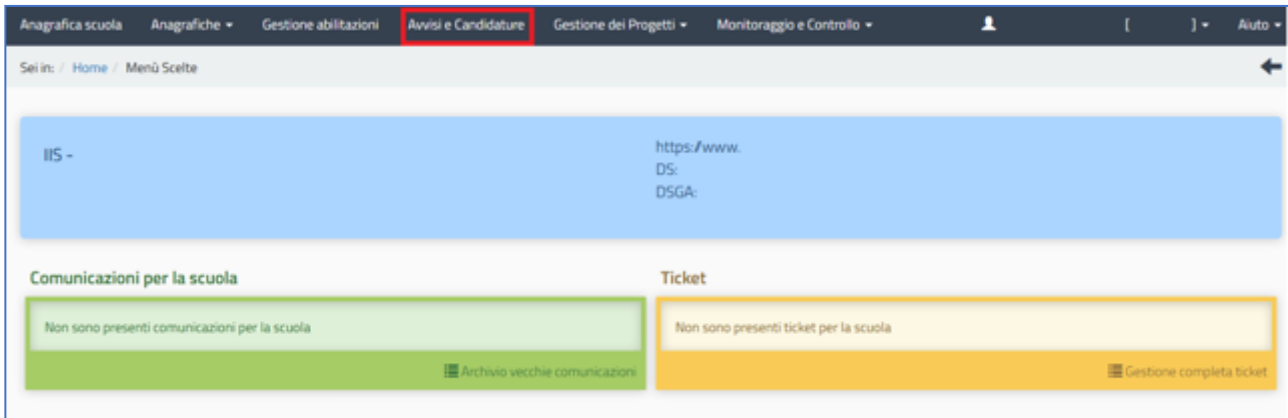 Anagrafica scuola Anagrafiche Gestione abilitazioni Avvisi e Candidature Gestione dei Progetti Monitoraggio e Controllo [ ] Aiuto
Sei in: / Home / Menù Scelte
IIS -
https://www.
DS:
DSGA:
Comunicazioni per la scuola
Non sono presenti comunicazioni per la scuola
Archivio vecchie comunicazioni
Ticket
Non sono presenti ticket per la scuola
Gestione completa ticket